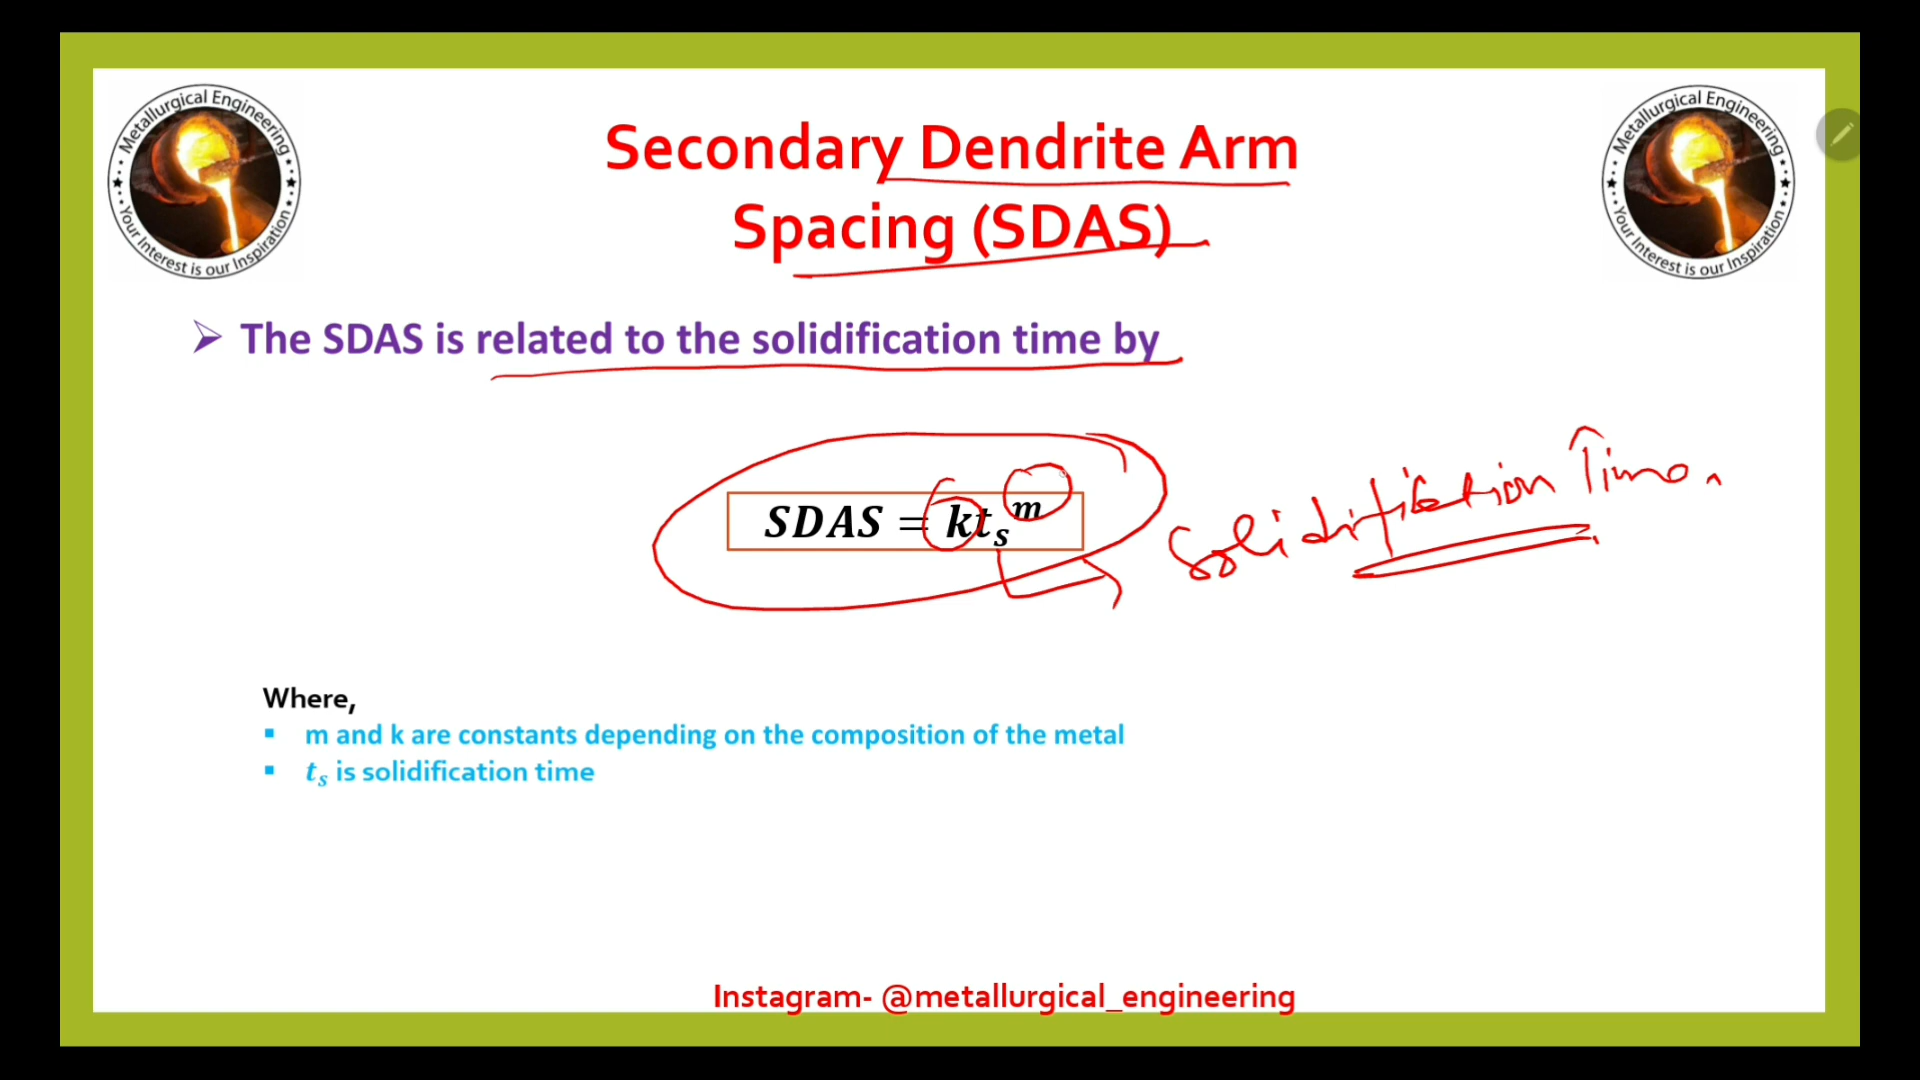 Metallurgical Engineering
Your Interest is our Inspiration
Metallurgical Engineering
Your Interest is our Inspiration
Secondary Dendrite Arm
Spacing (SDAS)
➢ The SDAS is related to the solidification time by
SDAS = kt_s^m
Solidification Time.
Where,
▪ m and k are constants depending on the composition of the metal
▪ t_s is solidification time
Instagram- @metallurgical_engineering